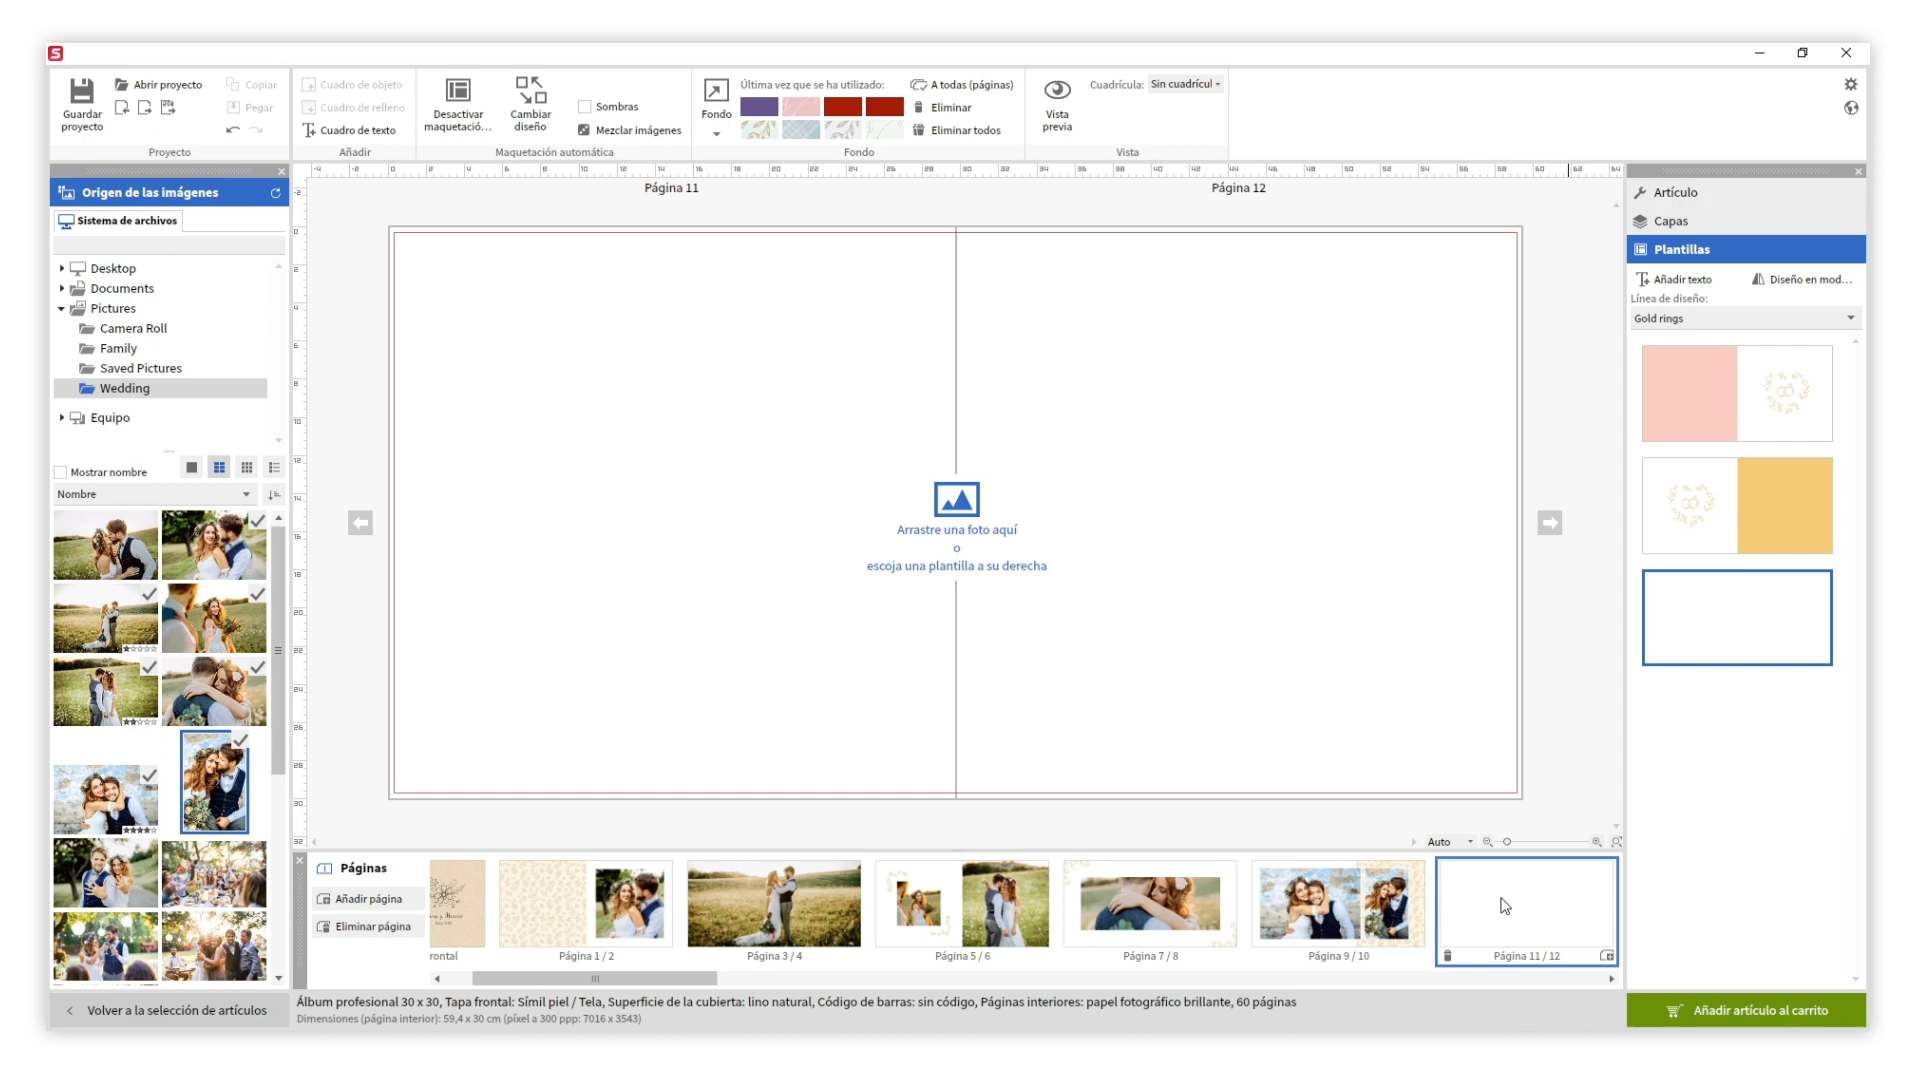 S
Guardar
proyecto
Abrir proyecto
Copiar
Pegar
Proyecto
Cuadro de objeto
Cuadro de relleno
Cuadro de texto
Añadir
Desactivar
maquetació...
Cambiar
diseño
Sombras
Mezclar imágenes
Maquetación automática
Fondo
Última vez que se ha utilizado:
A todas (páginas)
Eliminar
Eliminar todos
Fondo
Vista
previa
Cuadrícula:
Sin cuadrícul
Vista
Origen de las imágenes
Sistema de archivos
Desktop
Documents
Pictures
Camera Roll
Family
Saved Pictures
Wedding
Equipo
Mostrar nombre
Nombre
Página 11
Página 12
Arrastre una foto aquí
o
escoja una plantilla a su derecha
Artículo
Capas
Plantillas
Añadir texto
Diseño en mod...
Línea de diseño:
Gold rings
Auto
Páginas
Añadir página
Eliminar página
rontal
Página 1 / 2
Página 3 / 4
Página 5 / 6
Página 7 / 8
Página 9 / 10
Página 11 / 12
Volver a la selección de artículos
Álbum profesional 30 x 30, Tapa frontal: Símil piel / Tela, Superficie de la cubierta: lino natural, Código de barras: sin código, Páginas interiores: papel fotográfico brillante, 60 páginas
Dimensiones (página interior): 59,4 x 30 cm (píxel a 300 ppp: 7016 x 3543)
Añadir artículo al carrito